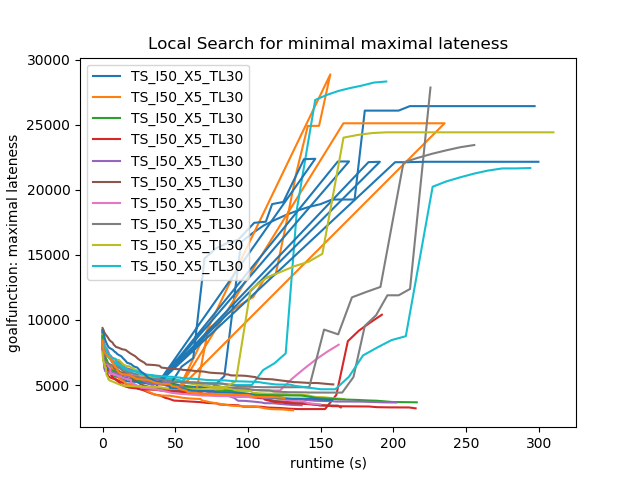 Local Search for minimal maximal lateness
30000
25000
20000
15000
10000
5000
goalfunction: maximal lateness
TS_I50_X5_TL30
TS_I50_X5_TL30
TS_I50_X5_TL30
TS_I50_X5_TL30
TS_I50_X5_TL30
TS_I50_X5_TL30
TS_I50_X5_TL30
TS_I50_X5_TL30
TS_I50_X5_TL30
TS_I50_X5_TL30
0 50 100 150 200 250 300
runtime (s)